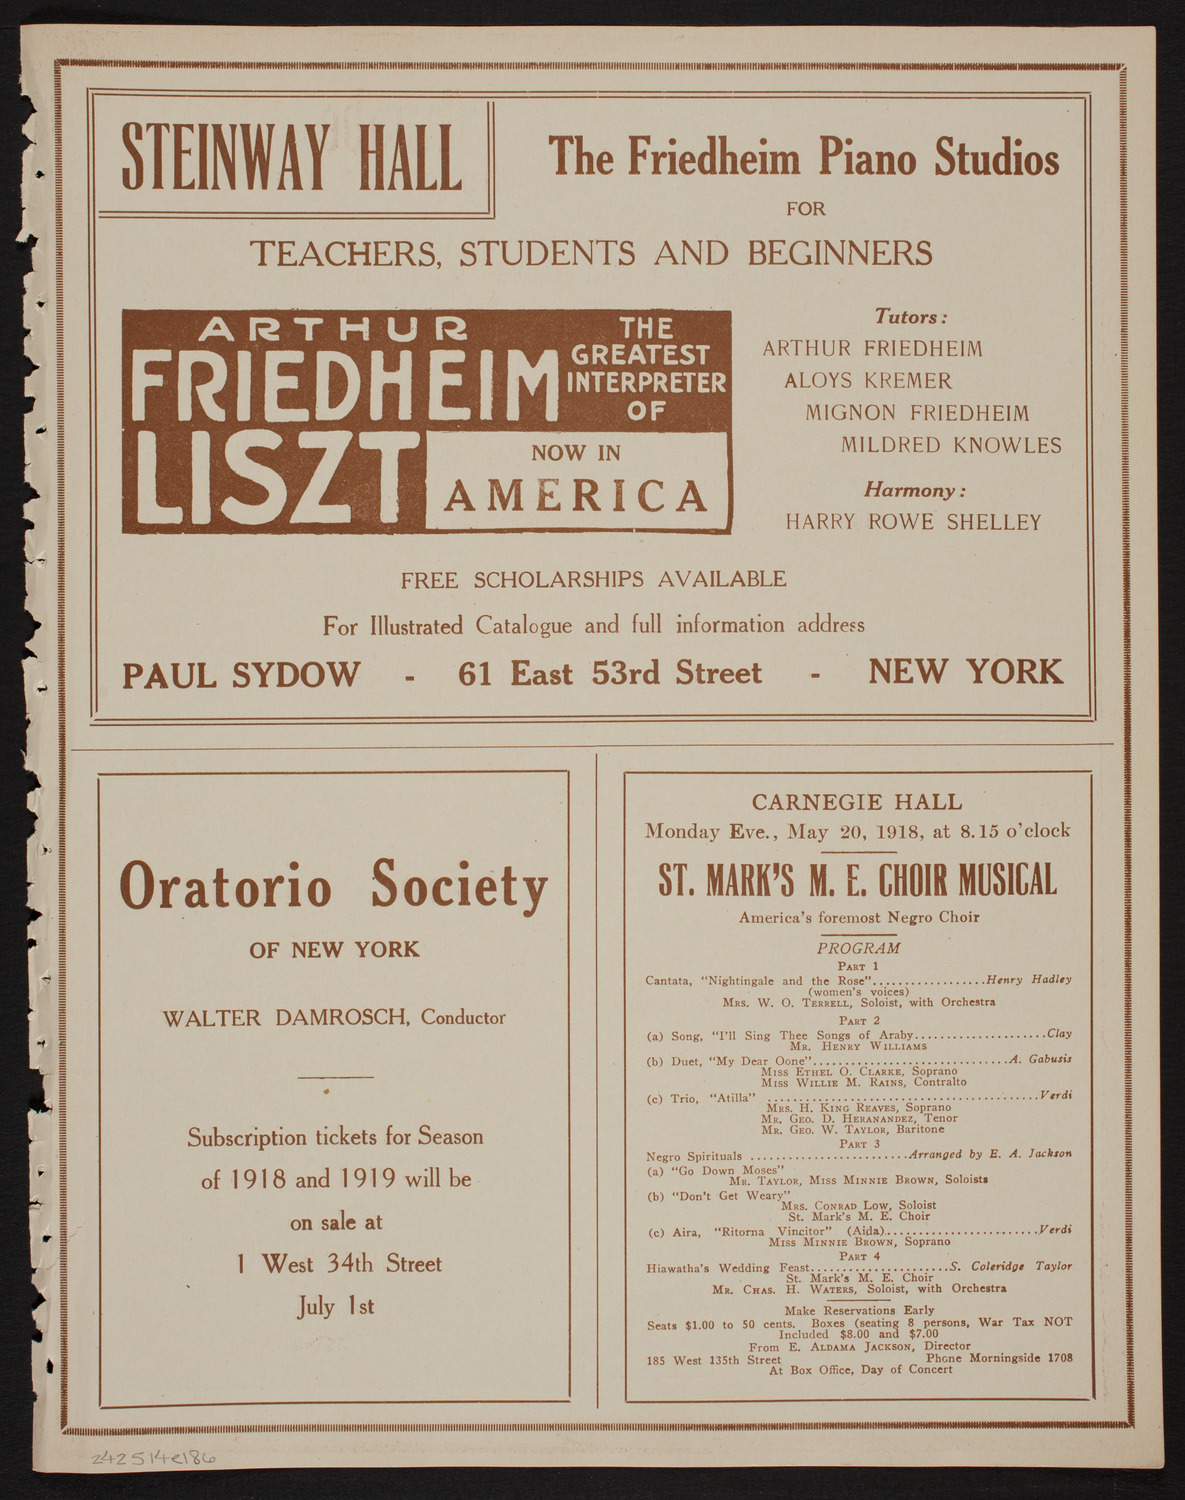 STEINWAY HALL
The Friedheim Piano Studios
FOR
TEACHERS, STUDENTS AND BEGINNERS
ARTHUR
FRIEDHEIM
THE
GREATEST
INTERPRETER
OF
LISZT
NOW IN
AMERICA
Tutors:
ARTHUR FRIEDHEIM
ALOYS KREMER
MIGNON FRIEDHEIM
MILDRED KNOWLES
Harmony:
HARRY ROWE SHELLEY
FREE SCHOLARSHIPS AVAILABLE
For Illustrated Catalogue and full information address
PAUL SYDOW - 61 East 53rd Street - NEW YORK
Oratorio Society
OF NEW YORK
WALTER DAMROSCH, Conductor
Subscription tickets for Season
of 1918 and 1919 will be
on sale at
1 West 34th Street
July 1st
CARNEGIE HALL
Monday Eve., May 20, 1918, at 8.15 o'clock
ST. MARK'S M. E. CHOIR MUSICAL
America's foremost Negro Choir
PROGRAM
PART 1
Cantata, "Nightingale and the Rose"..................Henry Hadley
(women's voices)
MRS. W. O. TERRELL, Soloist, with Orchestra
PART 2
(a) Song, "I'll Sing Thee Songs of Araby.....................Clay
MR. HENRY WILLIAMS
(b) Duet, "My Dear Oone"...............................A. Gabusis
MISS ETHEL O. CLARKE, Soprano
MISS WILLIE M. RAINS, Contralto
(c) Trio, "Atilla" ...........................................Verdi
MRS. H. KING REAVES, Soprano
MR. GEO. D. HERANANDEZ, Tenor
MR. GEO. W. TAYLOR, Baritone
PART 3
Negro Spirituals .........................Arranged by E. A. Jackson
(a) "Go Down Moses"
MR. TAYLOR, MISS MINNIE BROWN, Soloists
(b) "Don't Get Weary"
MRS. CONRAD LOW, Soloist
St. Mark's M. E. Choir
(c) Aira, "Ritorna Vincitor" (Aida)........................Verdi
MISS MINNIE BROWN, Soprano
PART 4
Hiawatha's Wedding Feast......................S. Coleridge Taylor
St. Mark's M. E. Choir
MR. CHAS. H. WATERS, Soloist, with Orchestra
Make Reservations Early
Seats $1.00 to 50 cents. Boxes (seating 8 persons, War Tax NOT
Included $8.00 and $7.00
From E. ALDAMA JACKSON, Director
185 West 135th Street Phone Morningside 1708
At Box Office, Day of Concert
242514e186